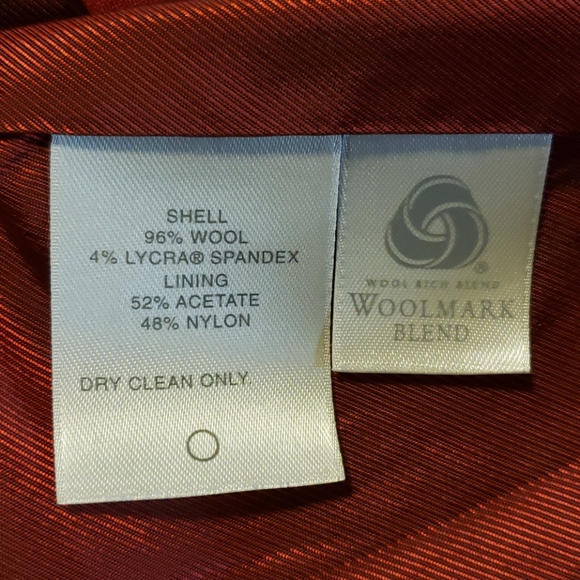 SHELL
96% WOOL
4% LYCRA® SPANDEX
LINING
52% ACETATE
48% NYLON
DRY CLEAN ONLY
®
WOOL RICH BLEND
WOOLMARK
BLEND